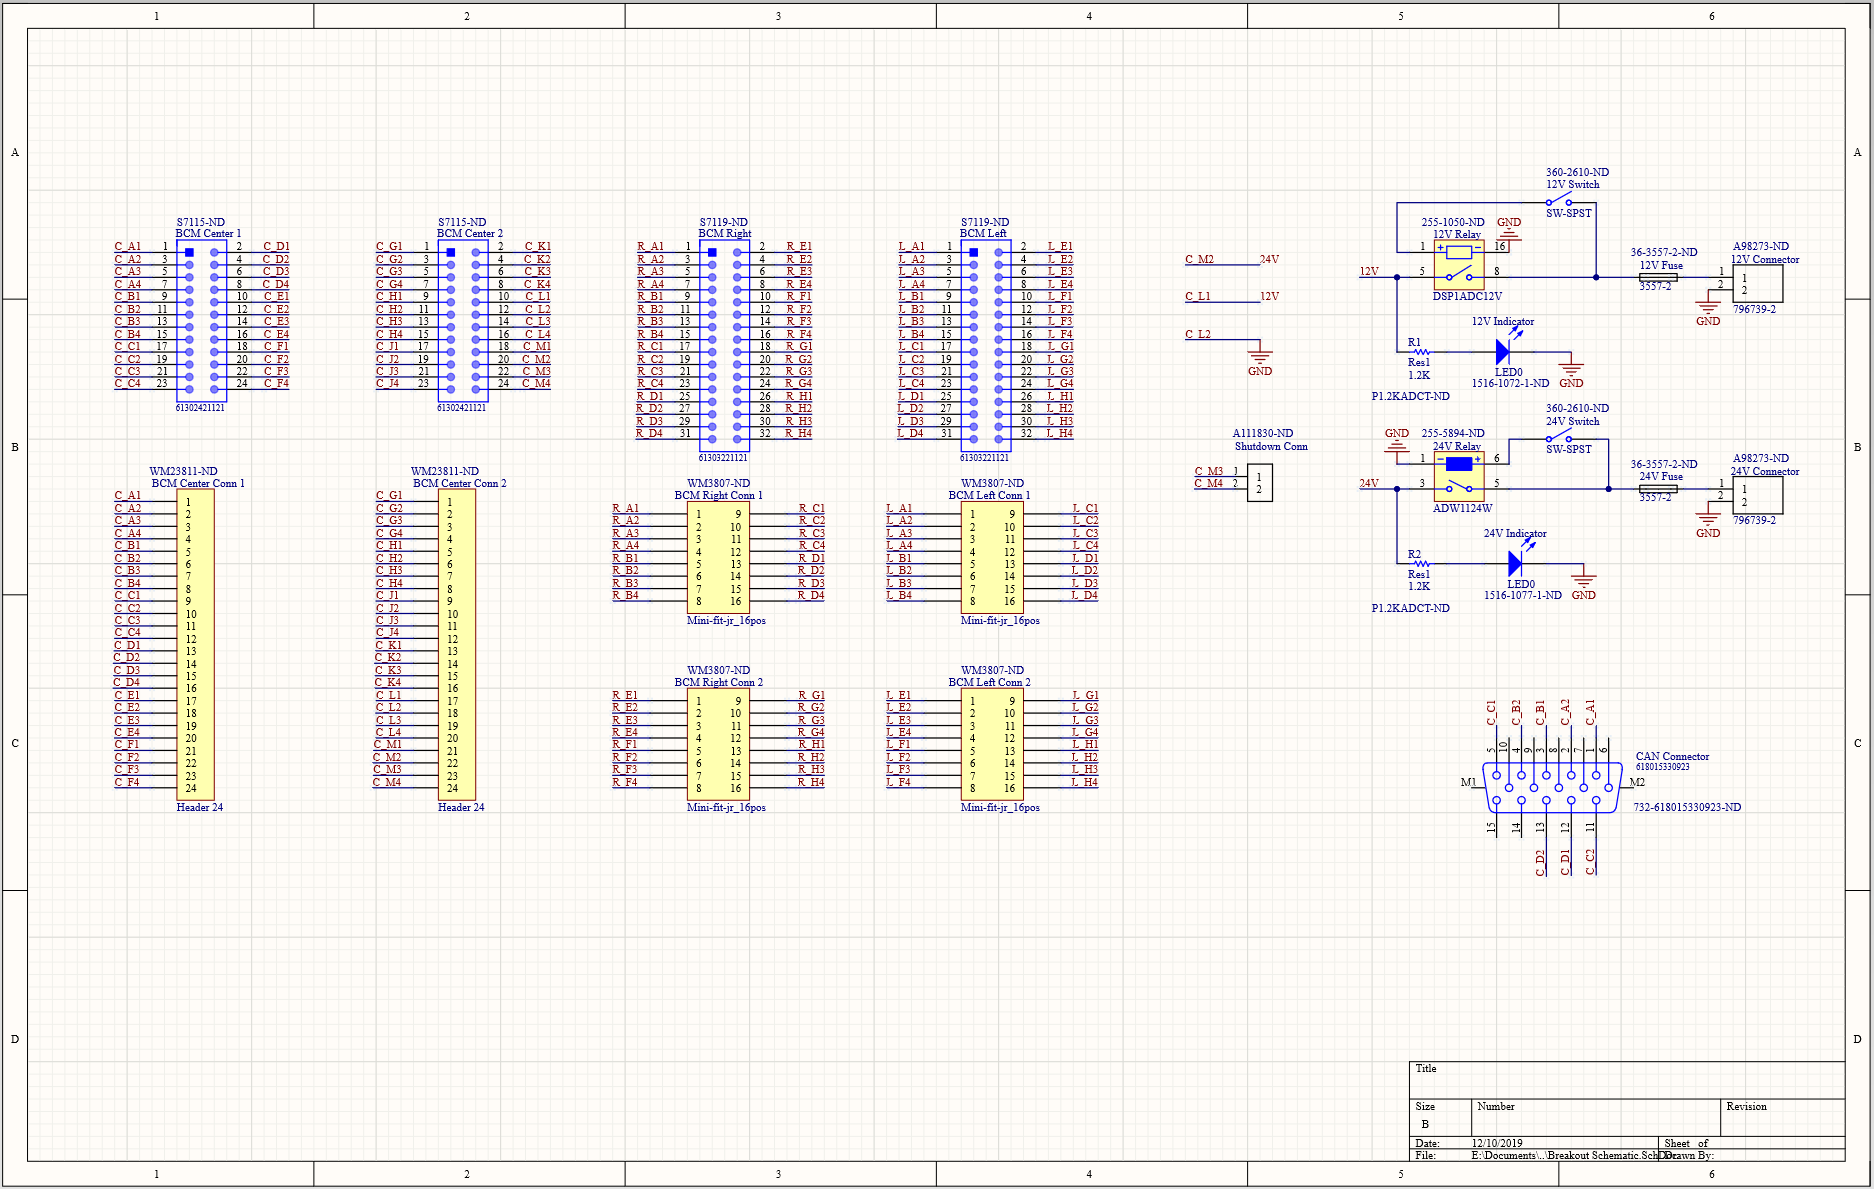 1 2 3 4 5 6
A A
B B
C C
D D
S7115-ND
BCM Center 1
C_A1 1 2 C_D1
C_A2 3 4 C_D2
C_A3 5 6 C_D3
C_A4 7 8 C_D4
C_B1 9 10 C_E1
C_B2 11 12 C_E2
C_B3 13 14 C_E3
C_B4 15 16 C_E4
C_C1 17 18 C_F1
C_C2 19 20 C_F2
C_C3 21 22 C_F3
C_C4 23 24 C_F4
61302421121
S7115-ND
BCM Center 2
C_G1 1 2 C_K1
C_G2 3 4 C_K2
C_G3 5 6 C_K3
C_G4 7 8 C_K4
C_H1 9 10 C_L1
C_H2 11 12 C_L2
C_H3 13 14 C_L3
C_H4 15 16 C_L4
C_J1 17 18 C_M1
C_J2 19 20 C_M2
C_J3 21 22 C_M3
C_J4 23 24 C_M4
61302421121
S7119-ND
BCM Right
R_A1 1 2 R_E1
R_A2 3 4 R_E2
R_A3 5 6 R_E3
R_A4 7 8 R_E4
R_B1 9 10 R_F1
R_B2 11 12 R_F2
R_B3 13 14 R_F3
R_B4 15 16 R_F4
R_C1 17 18 R_G1
R_C2 19 20 R_G2
R_C3 21 22 R_G3
R_C4 23 24 R_G4
R_D1 25 26 R_H1
R_D2 27 28 R_H2
R_D3 29 30 R_H3
R_D4 31 32 R_H4
61303221121
S7119-ND
BCM Left
L_A1 1 2 L_E1
L_A2 3 4 L_E2
L_A3 5 6 L_E3
L_A4 7 8 L_E4
L_B1 9 10 L_F1
L_B2 11 12 L_F2
L_B3 13 14 L_F3
L_B4 15 16 L_F4
L_C1 17 18 L_G1
L_C2 19 20 L_G2
L_C3 21 22 L_G3
L_C4 23 24 L_G4
L_D1 25 26 L_H1
L_D2 27 28 L_H2
L_D3 29 30 L_H3
L_D4 31 32 L_H4
61303221121
C_M2 24V
C_L1 12V
C_L2
GND
360-2610-ND
12V Switch
SW-SPST
255-1050-ND
12V Relay
GND
1 + - 16
12V 5 8
DSP1ADC12V
36-3557-2-ND
12V Fuse
3557-2
A98273-ND
12V Connector
1 1
2 2
GND
796739-2
12V Indicator
R1
Res1
1.2K
P1.2KADCT-ND
LED0
1516-1072-1-ND
GND
360-2610-ND
24V Switch
SW-SPST
GND
255-5894-ND
24V Relay
1 - + 6
24V 3 5
ADW1124W
36-3557-2-ND
24V Fuse
3557-2
A98273-ND
24V Connector
1 1
2 2
GND
796739-2
24V Indicator
R2
Res1
1.2K
P1.2KADCT-ND
LED0
1516-1077-1-ND
GND
A111830-ND
Shutdown Conn
C_M3 1 1
C_M4 2 2
WM23811-ND
BCM Center Conn 1
C_A1 1
C_A2 2
C_A3 3
C_A4 4
C_B1 5
C_B2 6
C_B3 7
C_B4 8
C_C1 9
C_C2 10
C_C3 11
C_C4 12
C_D1 13
C_D2 14
C_D3 15
C_D4 16
C_E1 17
C_E2 18
C_E3 19
C_E4 20
C_F1 21
C_F2 22
C_F3 23
C_F4 24
Header 24
WM23811-ND
BCM Center Conn 2
C_G1 1
C_G2 2
C_G3 3
C_G4 4
C_H1 5
C_H2 6
C_H3 7
C_H4 8
C_J1 9
C_J2 10
C_J3 11
C_J4 12
C_K1 13
C_K2 14
C_K3 15
C_K4 16
C_L1 17
C_L2 18
C_L3 19
C_L4 20
C_M1 21
C_M2 22
C_M3 23
C_M4 24
Header 24
WM3807-ND
BCM Right Conn 1
R_A1 1 9 R_C1
R_A2 2 10 R_C2
R_A3 3 11 R_C3
R_A4 4 12 R_C4
R_B1 5 13 R_D1
R_B2 6 14 R_D2
R_B3 7 15 R_D3
R_B4 8 16 R_D4
Mini-fit-jr_16pos
WM3807-ND
BCM Left Conn 1
L_A1 1 9 L_C1
L_A2 2 10 L_C2
L_A3 3 11 L_C3
L_A4 4 12 L_C4
L_B1 5 13 L_D1
L_B2 6 14 L_D2
L_B3 7 15 L_D3
L_B4 8 16 L_D4
Mini-fit-jr_16pos
WM3807-ND
BCM Right Conn 2
R_E1 1 9 R_G1
R_E2 2 10 R_G2
R_E3 3 11 R_G3
R_E4 4 12 R_G4
R_F1 5 13 R_H1
R_F2 6 14 R_H2
R_F3 7 15 R_H3
R_F4 8 16 R_H4
Mini-fit-jr_16pos
WM3807-ND
BCM Left Conn 2
L_E1 1 9 L_G1
L_E2 2 10 L_G2
L_E3 3 11 L_G3
L_E4 4 12 L_G4
L_F1 5 13 L_H1
L_F2 6 14 L_H2
L_F3 7 15 L_H3
L_F4 8 16 L_H4
Mini-fit-jr_16pos
C_C1 C_B2 C_B1 C_A2 C_A1
5 10 4 9 3 8 2 7 1 6
CAN Connector
618015330923
M1 M2
732-618015330923-ND
15 14 13 12 11
C_D2 C_D1 C_C2
Title
Size Number Revision
B
Date: 12/10/2019 Sheet of
File: E:\Documents\..\Breakout Schematic.SchDoc Drawn By:
1 2 3 4 5 6